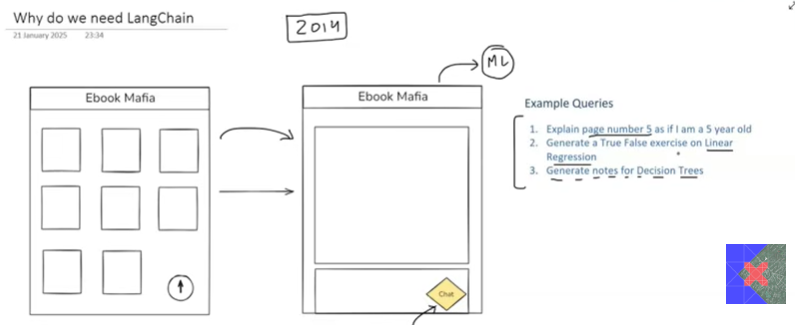 Why do we need LangChain
21 January 2025 23:34
2014
ML
Ebook Mafia
Ebook Mafia
Chat
Example Queries
1. Explain page number 5 as if I am a 5 year old
2. Generate a True False exercise on Linear
Regression
3. Generate notes for Decision Trees